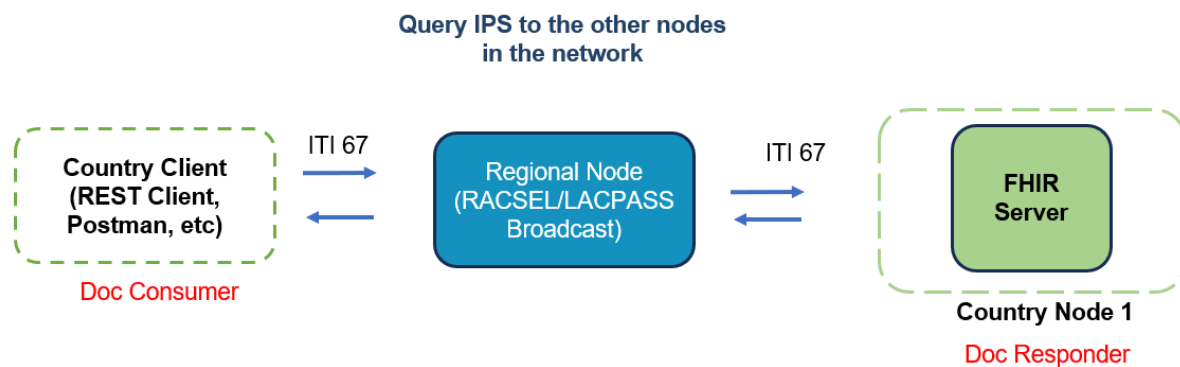 Query IPS to the other nodes
in the network
ITI 67
ITI 67
Country Client
(REST Client,
Postman, etc)
Regional Node
(RACSEL/LACPASS
Broadcast)
FHIR
Server
Doc Consumer
Country Node 1
Doc Responder